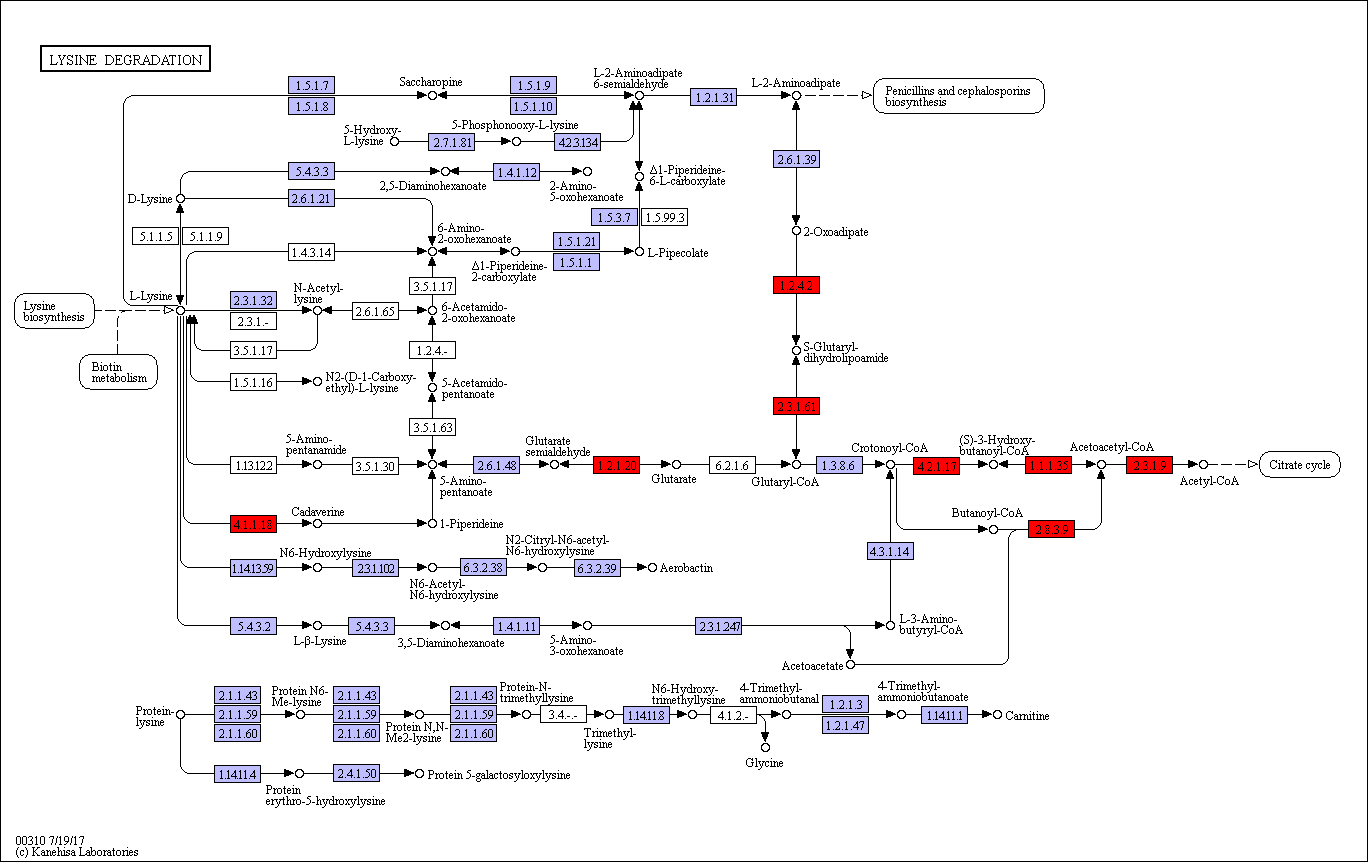 LYSINE DEGRADATION
1.5.1.7
Saccharopine
1.5.1.9
L-2-Aminoadipate
6-semialdehyde
L-2-Aminoadipate
1.5.1.8
1.5.1.10
1.2.1.31
Penicillins and cephalosporins
biosynthesis
5-Hydroxy-
L-lysine
2.7.1.81
5-Phosphonooxy-L-lysine
4.2.3.134
2.6.1.39
5.4.3.3
2,5-Diaminohexanoate
1.4.1.12
2-Amino-
5-oxohexanoate
Δ1-Piperideine-
6-L-carboxylate
D-Lysine
2.6.1.21
1.5.3.7
1.5.99.3
5.1.1.5
5.1.1.9
6-Amino-
2-oxohexanoate
2-Oxoadipate
1.4.3.14
1.5.1.21
1.5.1.1
L-Pipecolate
Δ1-Piperideine-
2-carboxylate
3.5.1.17
1.2.4.2
L-Lysine
2.3.1.32
N-Acetyl-
lysine
Lysine
biosynthesis
2.3.1.-
2.6.1.65
6-Acetamido-
2-oxohexanoate
3.5.1.17
1.2.4.-
S-Glutaryl-
dihydrolipoamide
Biotin
metabolism
1.5.1.16
N2-(D-1-Carboxy-
ethyl)-L-lysine
5-Acetamido-
pentanoate
2.3.1.61
3.5.1.63
5-Amino-
pentanamide
Glutarate
semialdehyde
Crotonoyl-CoA
(S)-3-Hydroxy-
butanoyl-CoA
Acetoacetyl-CoA
1.13.12.2
3.5.1.30
2.6.1.48
1.2.1.20
6.2.1.6
1.3.8.6
4.2.1.17
1.1.1.35
2.3.1.9
Citrate cycle
5-Amino-
pentanoate
Glutarate
Glutaryl-CoA
Acetyl-CoA
4.1.1.18
Cadaverine
1-Piperideine
Butanoyl-CoA
2.8.3.9
N6-Hydroxylysine
N2-Citryl-N6-acetyl-
N6-hydroxylysine
4.3.1.14
1.14.13.59
2.3.1.102
6.3.2.38
6.3.2.39
Aerobactin
N6-Acetyl-
N6-hydroxylysine
5.4.3.2
L-β-Lysine
5.4.3.3
3,5-Diaminohexanoate
1.4.1.11
5-Amino-
3-oxohexanoate
2.3.1.247
L-3-Amino-
butyryl-CoA
Acetoacetate
Protein-
lysine
2.1.1.43
2.1.1.59
2.1.1.60
Protein N6-
Me-lysine
2.1.1.43
2.1.1.59
2.1.1.60
Protein N,N-
Me2-lysine
2.1.1.43
2.1.1.59
2.1.1.60
Protein-N-
trimethyllysine
3.4.-.-
Trimethyl-
lysine
1.14.11.8
N6-Hydroxy-
trimethyllysine
4.1.2.-
Glycine
4-Trimethyl-
ammoniobutanal
1.2.1.3
1.2.1.47
4-Trimethyl-
ammoniobutanoate
1.14.11.1
Carnitine
1.14.11.4
Protein
erythro-5-hydroxylysine
2.4.1.50
Protein 5-galactosyloxylysine
00310 7/19/17
(c) Kanehisa Laboratories